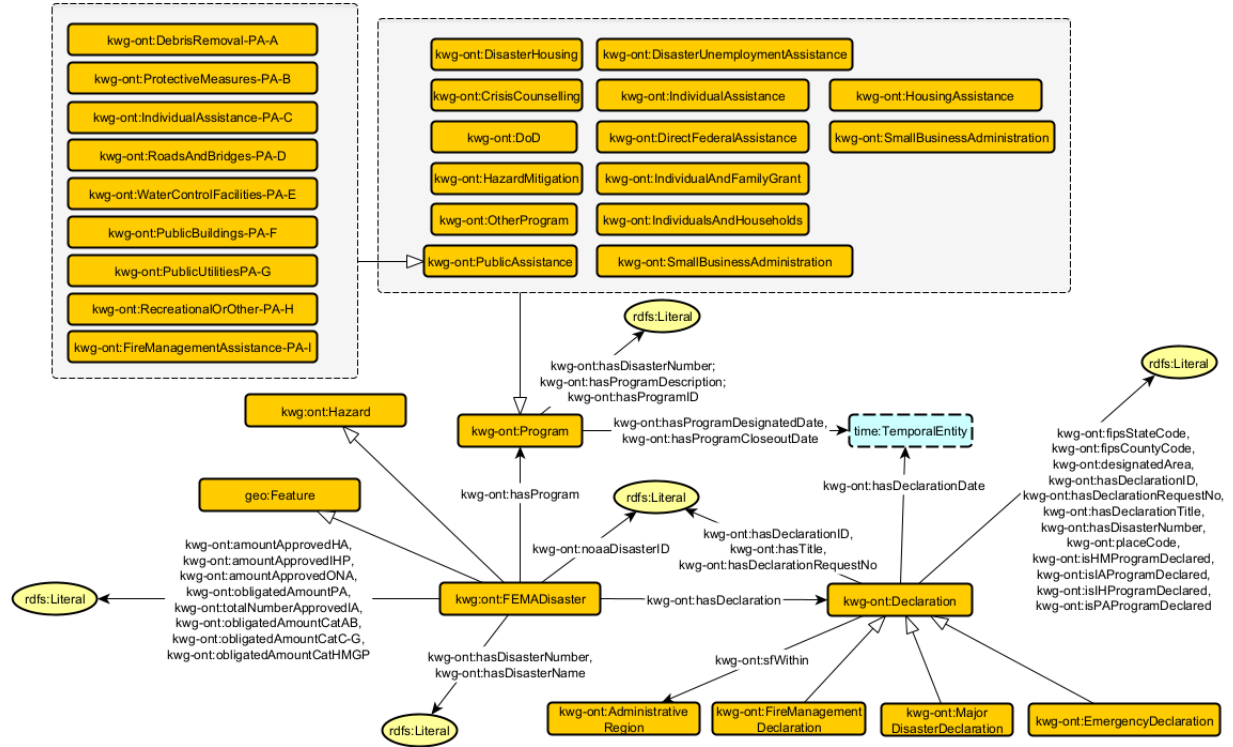 kwg-ont:DebrisRemoval-PA-A
kwg-ont:ProtectiveMeasures-PA-B
kwg-ont:IndividualAssistance-PA-C
kwg-ont:RoadsAndBridges-PA-D
kwg-ont:WaterControlFacilities-PA-E
kwg-ont:PublicBuildings-PA-F
kwg-ont:PublicUtilitiesPA-G
kwg-ont:RecreationalOrOther-PA-H
kwg-ont:FireManagementAssistance-PA-I
kwg-ont:DisasterHousing
kwg-ont:DisasterUnemploymentAssistance
kwg-ont:CrisisCounselling
kwg-ont:IndividualAssistance
kwg-ont:HousingAssistance
kwg-ont:DoD
kwg-ont:DirectFederalAssistance
kwg-ont:SmallBusinessAdministration
kwg-ont:HazardMitigation
kwg-ont:IndividualAndFamilyGrant
kwg-ont:OtherProgram
kwg-ont:IndividualsAndHouseholds
kwg-ont:PublicAssistance
kwg-ont:SmallBusinessAdministration
rdfs:Literal
kwg-ont:hasDisasterNumber;
kwg-ont:hasProgramDescription;
kwg-ont:hasProgramID
rdfs:Literal
kwg:ont:Hazard
kwg-ont:Program
kwg-ont:hasProgramDesignatedDate,
kwg-ont:hasProgramCloseoutDate
time:TemporalEntity
kwg-ont:fipsStateCode,
kwg-ont:fipsCountyCode,
kwg-ont:designatedArea,
kwg-ont:hasDeclarationID,
kwg-ont:hasDeclarationRequestNo,
kwg-ont:hasDeclarationTitle,
kwg-ont:hasDisasterNumber,
kwg-ont:placeCode,
kwg-ont:isHMProgramDeclared,
kwg-ont:isIAProgramDeclared,
kwg-ont:isIHProgramDeclared,
kwg-ont:isPAProgramDeclared
geo:Feature
kwg-ont:hasProgram
rdfs:Literal
kwg-ont:hasDeclarationDate
kwg-ont:amountApprovedHA,
kwg-ont:amountApprovedIHP,
kwg-ont:amountApprovedONA,
kwg-ont:obligatedAmountPA,
kwg-ont:totalNumberApprovedIA,
kwg-ont:obligatedAmountCatAB,
kwg-ont:obligatedAmountCatC-G,
kwg-ont:obligatedAmountCatHMGP
kwg-ont:noaaDisasterID
kwg-ont:hasDeclarationID,
kwg-ont:hasTitle,
kwg-ont:hasDeclarationRequestNo
rdfs:Literal
kwg:ont:FEMADisaster
kwg-ont:hasDeclaration
kwg-ont:Declaration
kwg-ont:hasDisasterNumber,
kwg-ont:hasDisasterName
kwg-ont:sfWithin
rdfs:Literal
kwg-ont:Administrative
Region
kwg-ont:FireManagement
Declaration
kwg-ont:Major
DisasterDeclaration
kwg-ont:EmergencyDeclaration